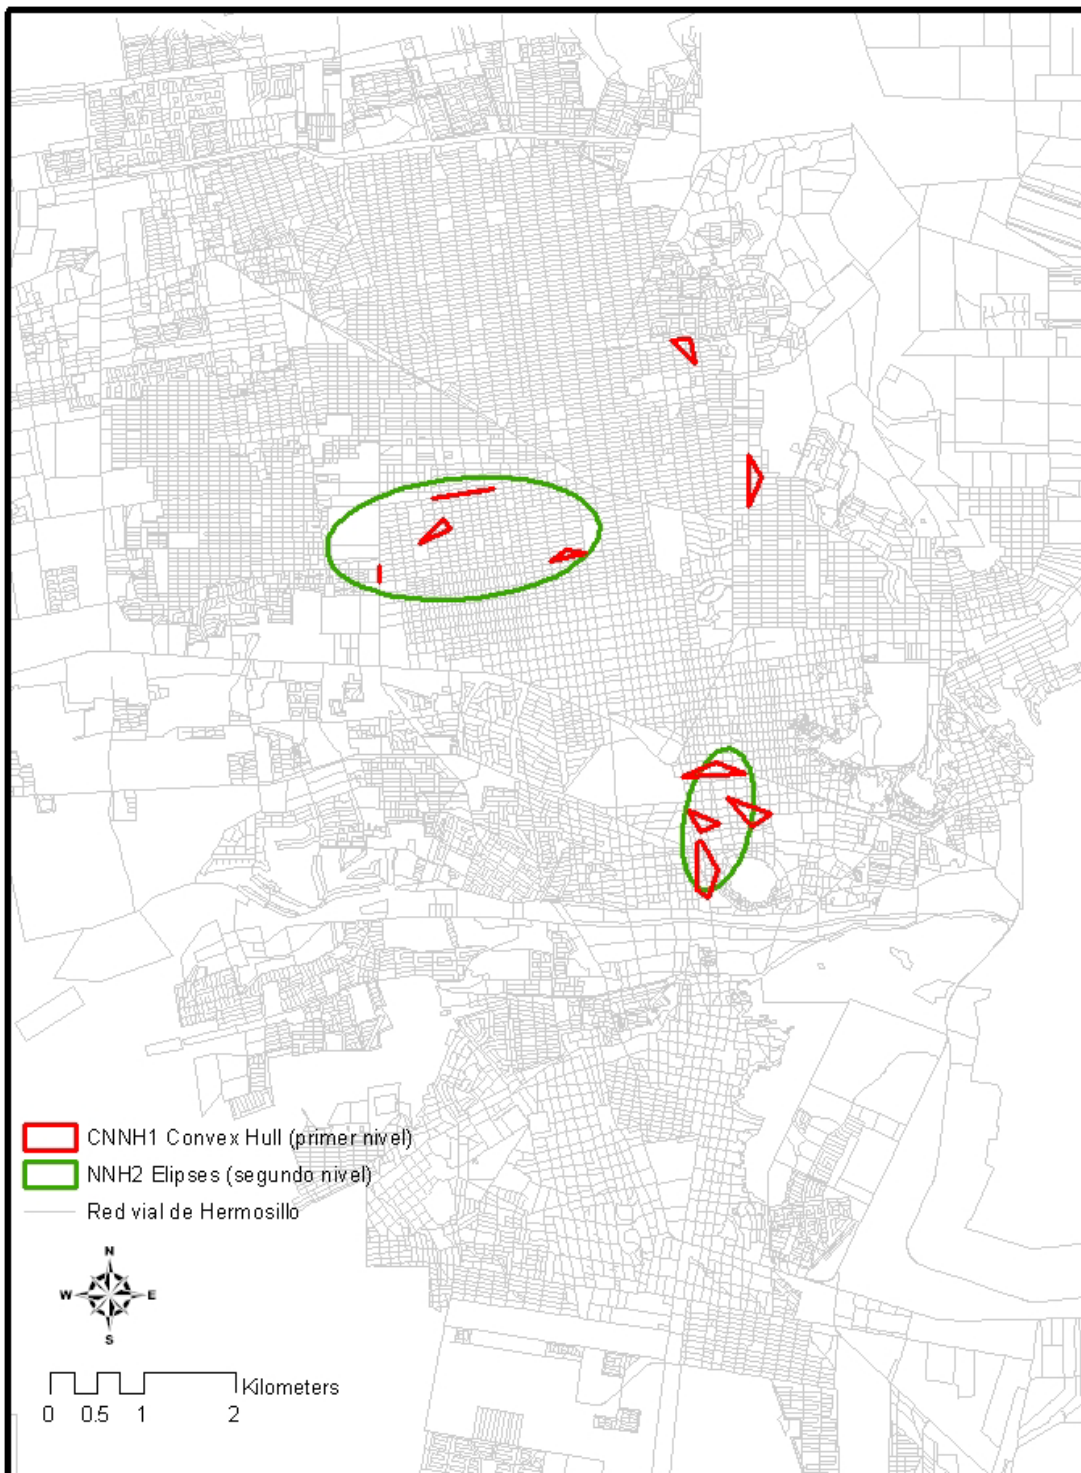 CNNH1 Convex Hull (primer nivel)
NNH2 Elipses (segundo nivel)
Red vial de Hermosillo
N
W E
S
Kilometers
0 0.5 1 2